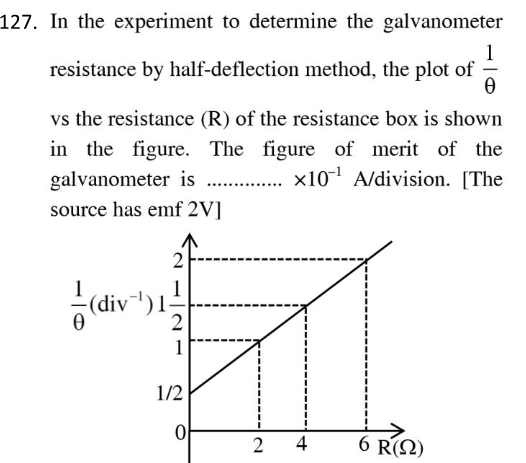 127. In the experiment to determine the galvanometer
resistance by half-deflection method, the plot of 1/θ
vs the resistance (R) of the resistance box is shown
in the figure. The figure of merit of the
galvanometer is .............. ×10⁻¹ A/division. [The
source has emf 2V]
2
1/θ (div⁻¹) 1 1/2
1
1/2
0
2 4 6 R(Ω)